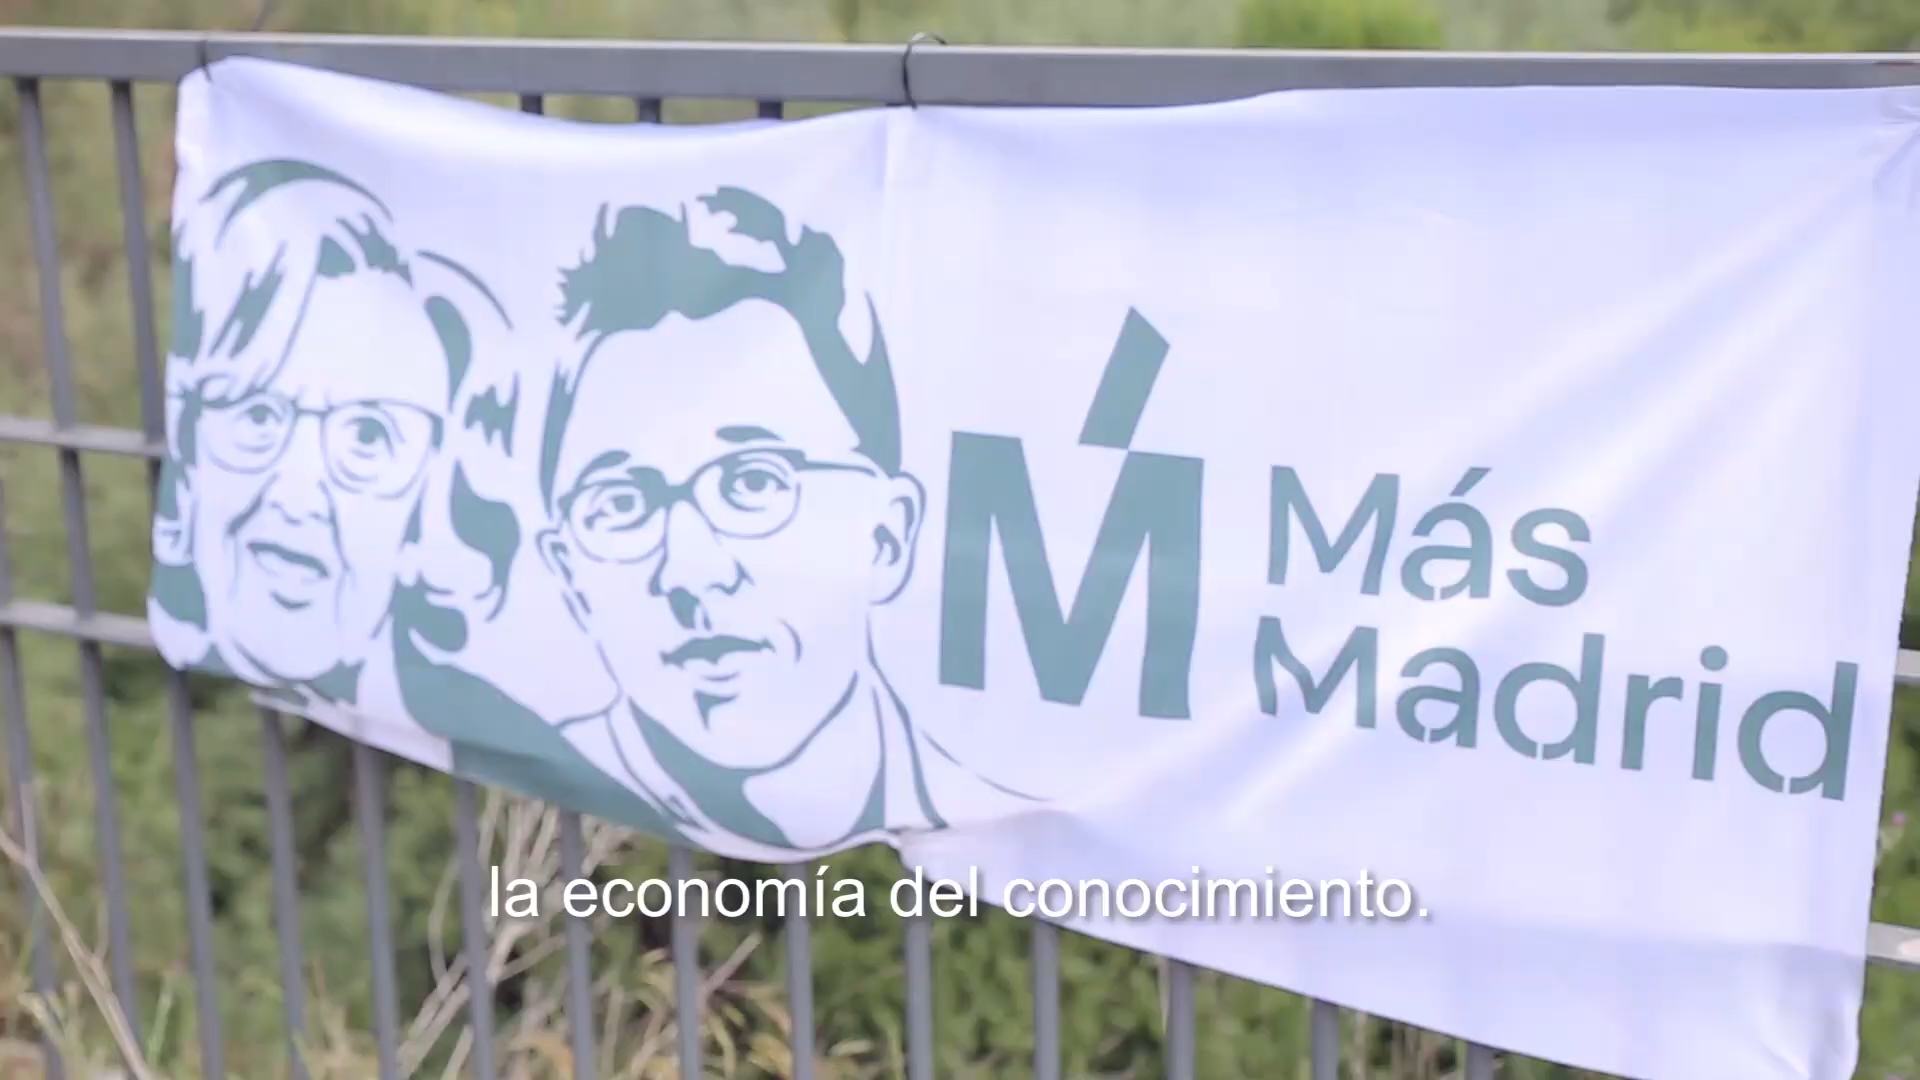 Ḿ
Más
Madrid
la economía del conocimiento.